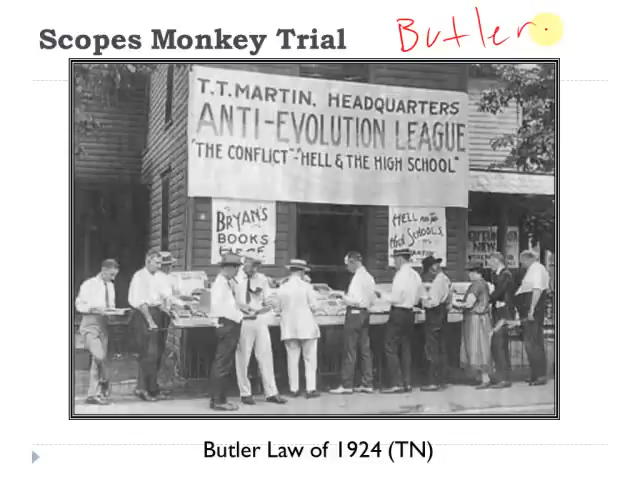 Scopes Monkey Trial
Butler
T.T. MARTIN, HEADQUARTERS
ANTI-EVOLUTION LEAGUE
"THE CONFLICT"-"HELL & THE HIGH SCHOOL"
BRYAN'S
BOOKS
HERE
HELL AND THE
HIGH SCHOOLS
Butler Law of 1924 (TN)